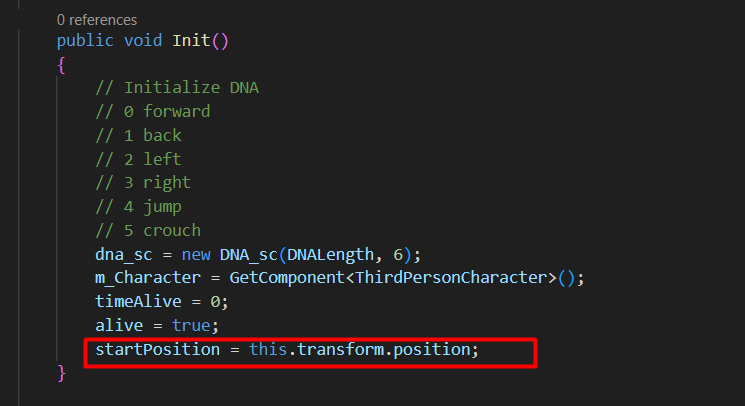 0 references
public void Init()
{
// Initialize DNA
// 0 forward
// 1 back
// 2 left
// 3 right
// 4 jump
// 5 crouch
dna_sc = new DNA_sc(DNALength, 6);
m_Character = GetComponent<ThirdPersonCharacter>();
timeAlive = 0;
alive = true;
startPosition = this.transform.position;
}